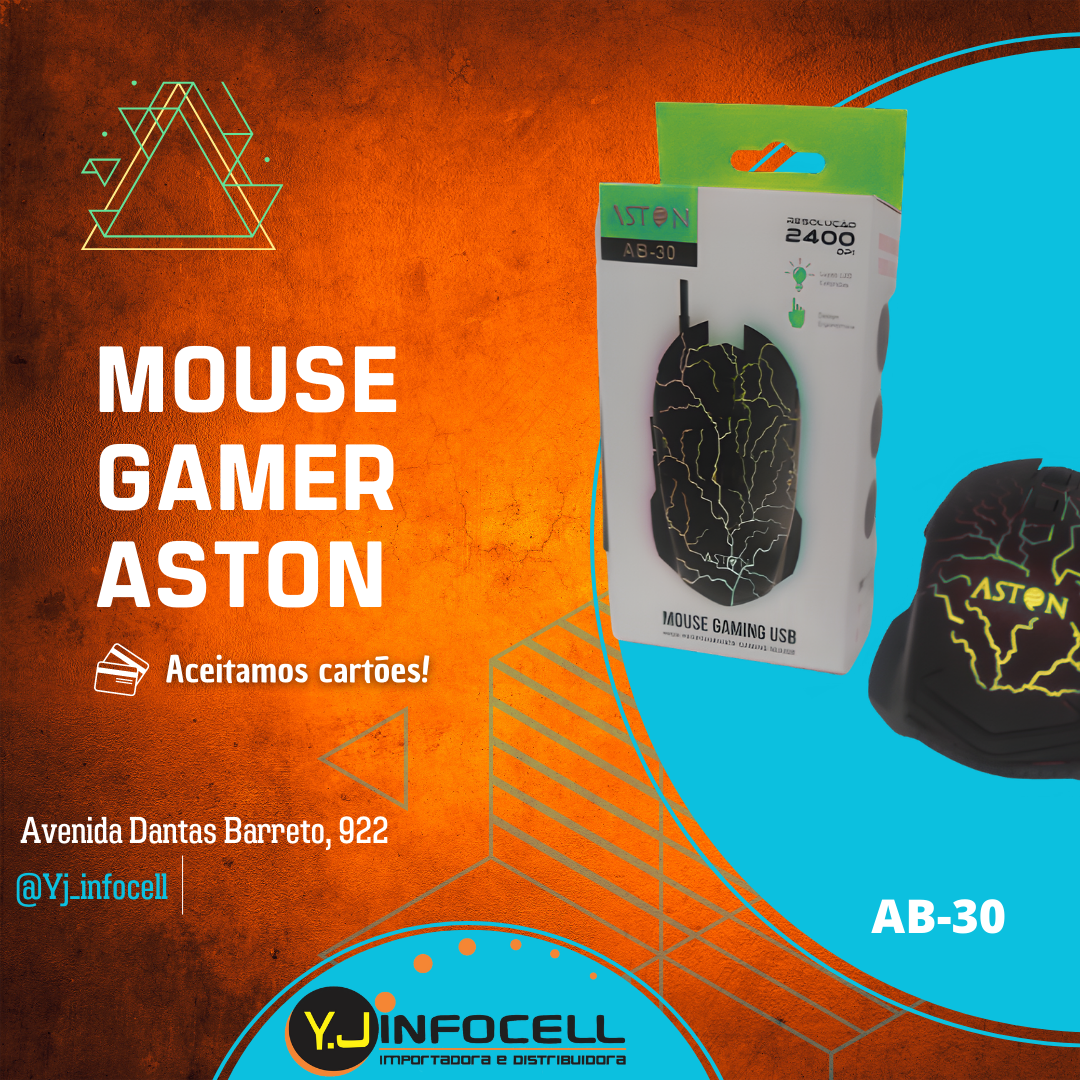 MOUSE
GAMER
ASTON
Aceitamos cartões!
Avenida Dantas Barreto, 922
@Yj_infocell
ASTON
AB-30
RESOLUÇÃO
2400
DPI
ASTON
MOUSE GAMING USB
ASTON
AB-30
Y.J INFOCELL
IMPORTADORA E DISTRIBUIDORA